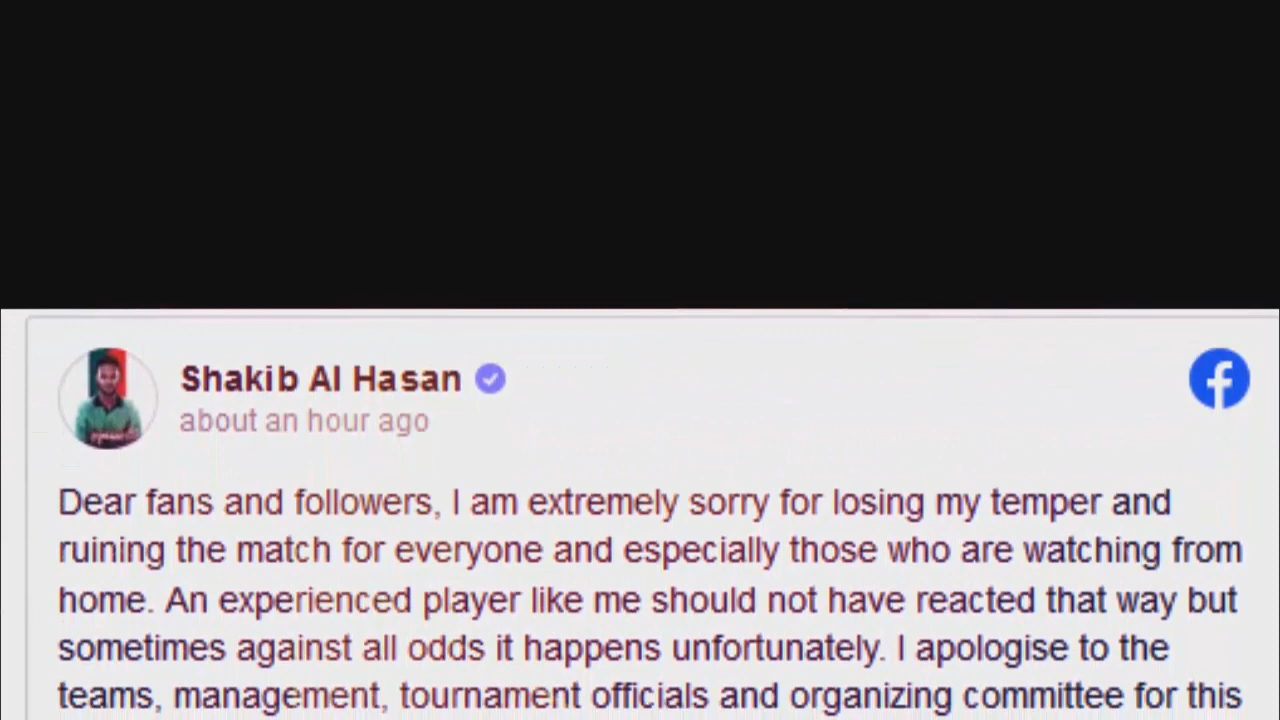 Shakib Al Hasan
about an hour ago
Dear fans and followers, I am extremely sorry for losing my temper and
ruining the match for everyone and especially those who are watching from
home. An experienced player like me should not have reacted that way but
sometimes against all odds it happens unfortunately. I apologise to the
teams, management, tournament officials and organizing committee for this